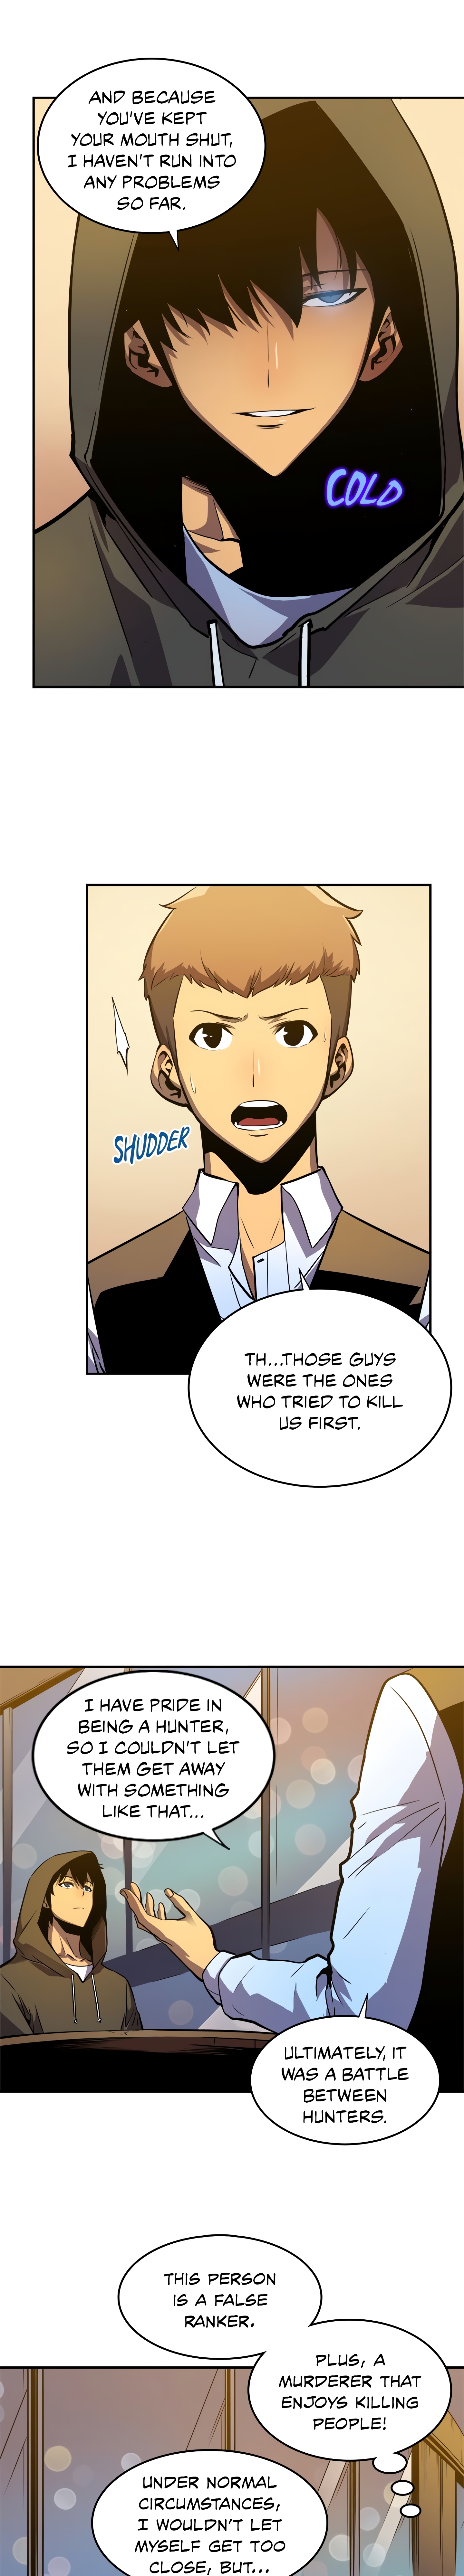 AND BECAUSE
YOU'VE KEPT
YOUR MOUTH SHUT,
I HAVEN'T RUN INTO
ANY PROBLEMS
SO FAR.
COLD
SHUDDER
TH...THOSE GUYS
WERE THE ONES
WHO TRIED TO KILL
US FIRST.
I HAVE PRIDE IN
BEING A HUNTER,
SO I COULDN'T LET
THEM GET AWAY
WITH SOMETHING
LIKE THAT...
ULTIMATELY, IT
WAS A BATTLE
BETWEEN
HUNTERS.
THIS PERSON
IS A FALSE
RANKER.
PLUS, A
MURDERER THAT
ENJOYS KILLING
PEOPLE!
UNDER NORMAL
CIRCUMSTANCES,
I WOULDN'T LET
MYSELF GET TOO
CLOSE, BUT...